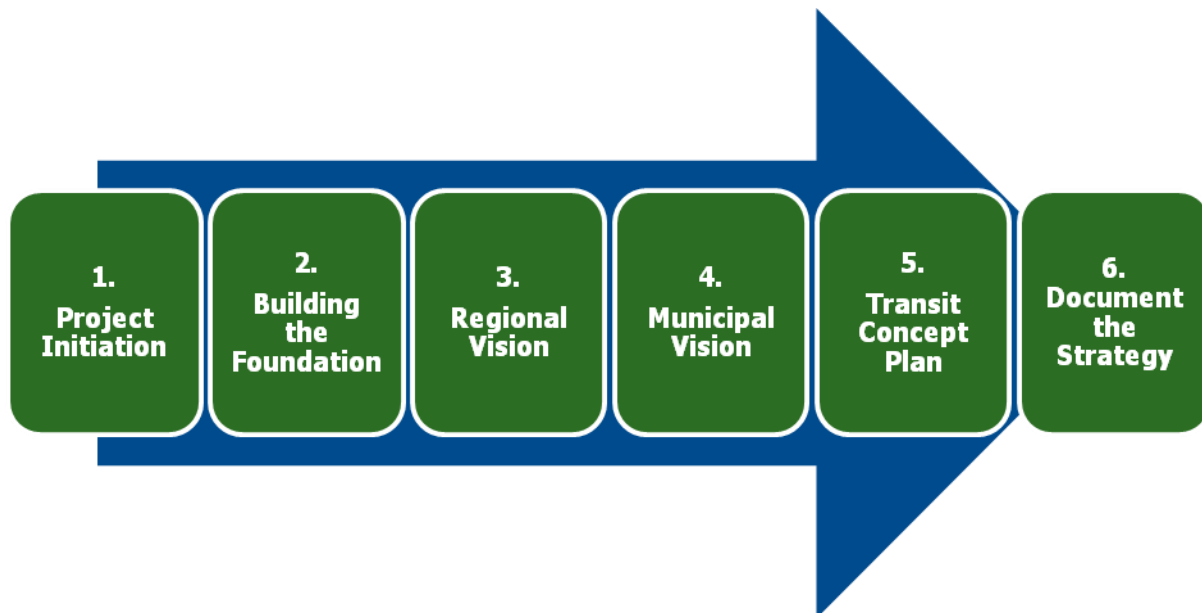 1.
Project
Initiation
2.
Building
the
Foundation
3.
Regional
Vision
4.
Municipal
Vision
5.
Transit
Concept
Plan
6.
Document
the
Strategy